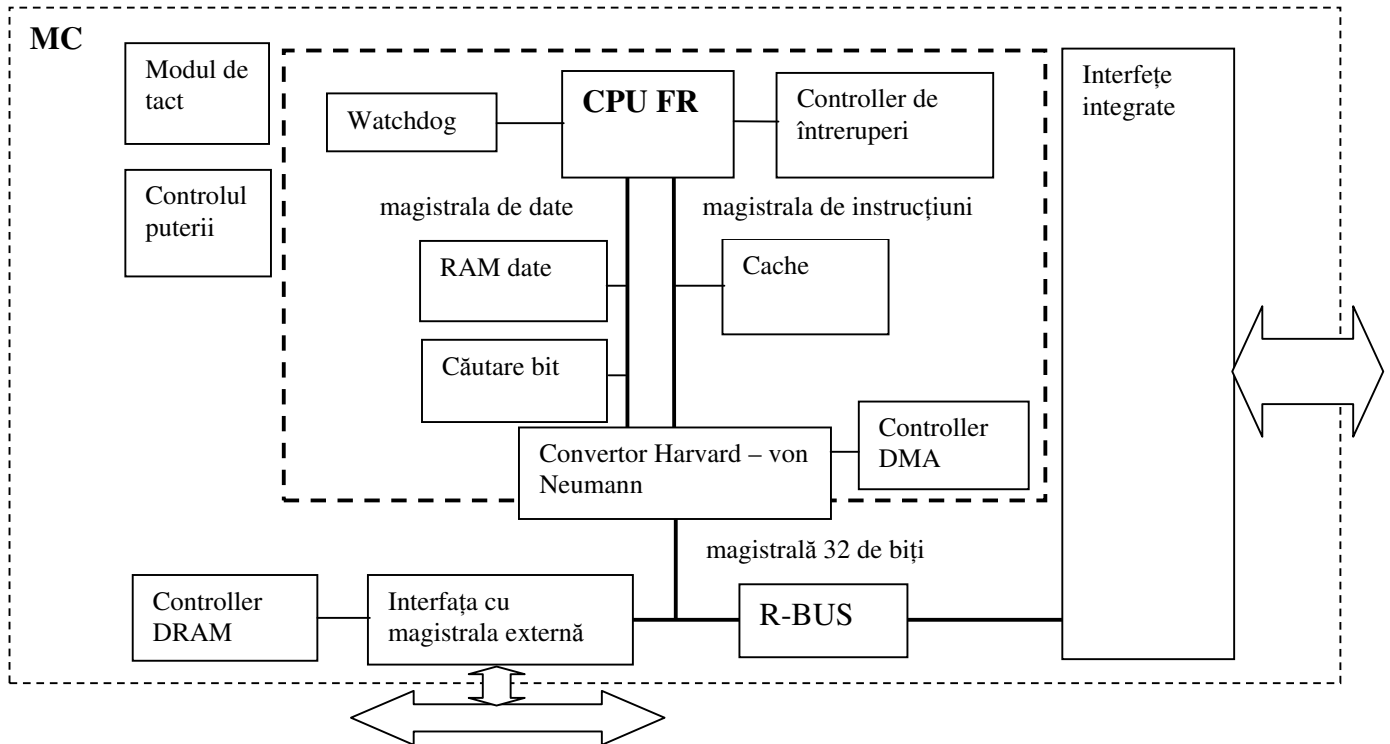 MC
Modul de
tact
Controlul
puterii
Watchdog
CPU FR
Controller de
întreruperi
magistrala de date
magistrala de instrucțiuni
RAM date
Cache
Căutare bit
Convertor Harvard – von
Neumann
Controller
DMA
Interfețe
integrate
magistrală 32 de biți
Controller
DRAM
Interfața cu
magistrala externă
R-BUS